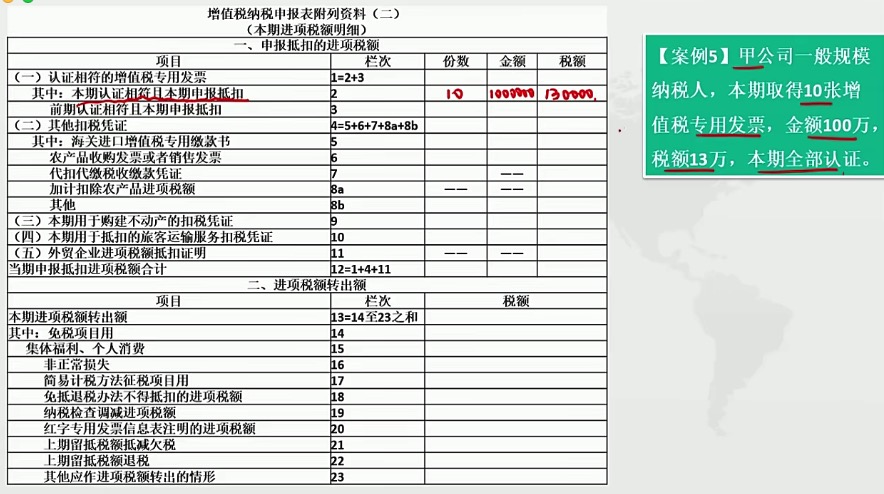 增值税纳税申报表附列资料（二）
（本期进项税额明细）
一、申报抵扣的进项税额
项目 栏次 份数 金额 税额
（一）认证相符的增值税专用发票 1=2+3
其中：本期认证相符且本期申报抵扣 2 10 1000000 130000
前期认证相符且本期申报抵扣 3
（二）其他扣税凭证 4=5+6+7+8a+8b
其中：海关进口增值税专用缴款书 5
农产品收购发票或者销售发票 6
代扣代缴税收缴款凭证 7 ——
加计扣除农产品进项税额 8a —— ——
其他 8b
（三）本期用于购建不动产的扣税凭证 9
（四）本期用于抵扣的旅客运输服务扣税凭证 10
（五）外贸企业进项税额抵扣证明 11 —— ——
当期申报抵扣进项税额合计 12=1+4+11
二、进项税额转出额
项目 栏次 税额
本期进项税额转出额 13=14至23之和
其中：免税项目用 14
集体福利、个人消费 15
非正常损失 16
简易计税方法征税项目用 17
免抵退税办法不得抵扣的进项税额 18
纳税检查调减进项税额 19
红字专用发票信息表注明的进项税额 20
上期留抵税额抵减欠税 21
上期留抵税额退税 22
其他应作进项税额转出的情形 23
【案例5】甲公司一般规模
纳税人，本期取得10张增
值税专用发票，金额100万，
税额13万，本期全部认证。